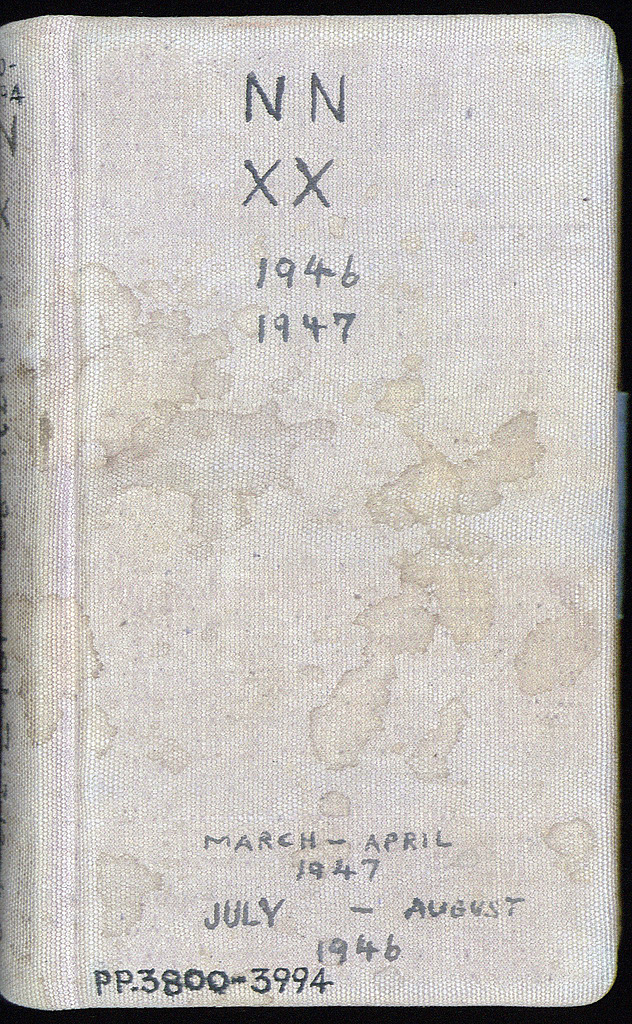 NN
XX
1946
1947
MARCH - APRIL
1947
JULY - AUGUST
1946
PP.3800-3994